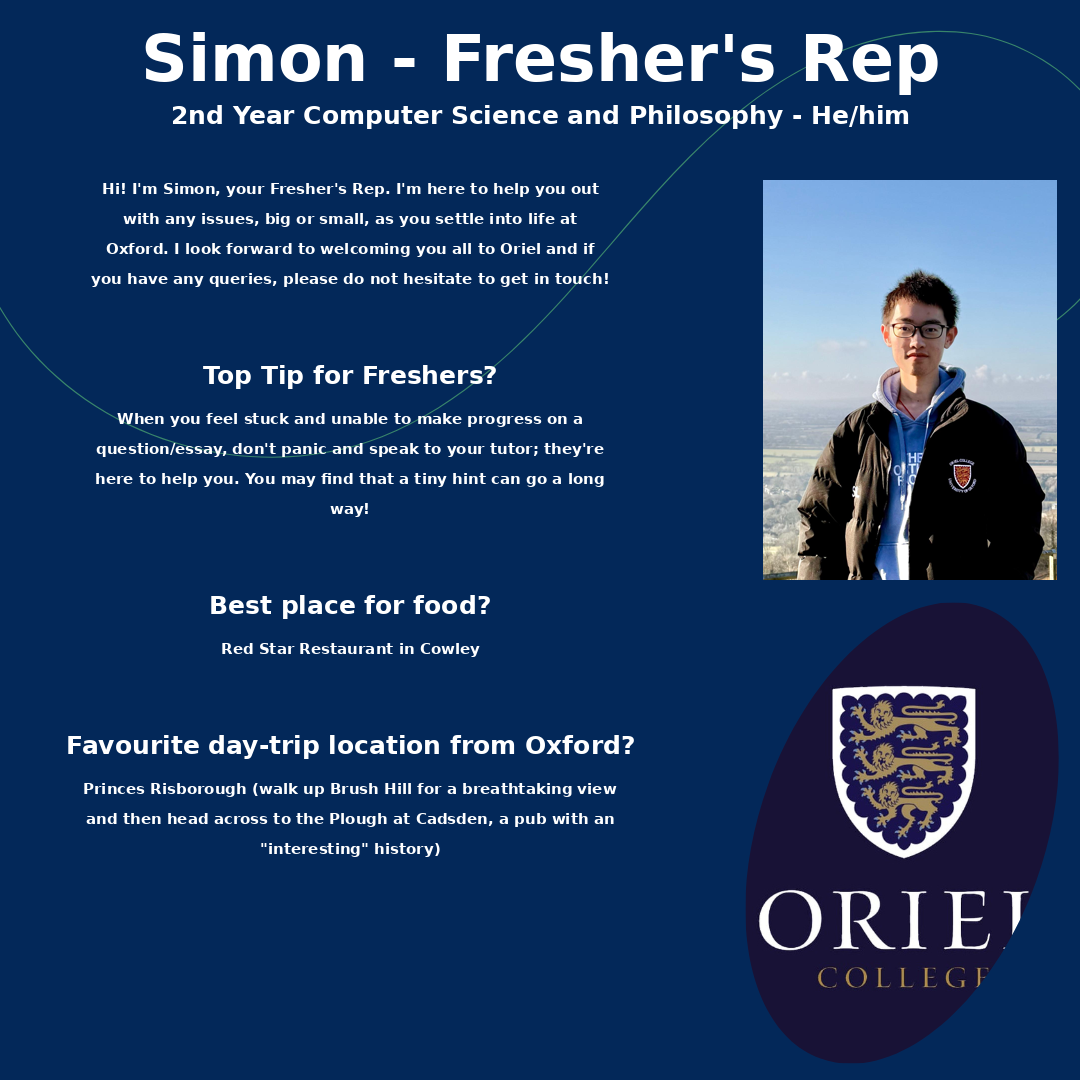 Simon - Fresher's Rep
2nd Year Computer Science and Philosophy - He/him
Hi! I'm Simon, your Fresher's Rep. I'm here to help you out
with any issues, big or small, as you settle into life at
Oxford. I look forward to welcoming you all to Oriel and if
you have any queries, please do not hesitate to get in touch!
Top Tip for Freshers?
When you feel stuck and unable to make progress on a
question/essay, don't panic and speak to your tutor; they're
here to help you. You may find that a tiny hint can go a long
way!
Best place for food?
Red Star Restaurant in Cowley
Favourite day-trip location from Oxford?
Princes Risborough (walk up Brush Hill for a breathtaking view
and then head across to the Plough at Cadsden, a pub with an
"interesting" history)
ORIEL
COLLEGE